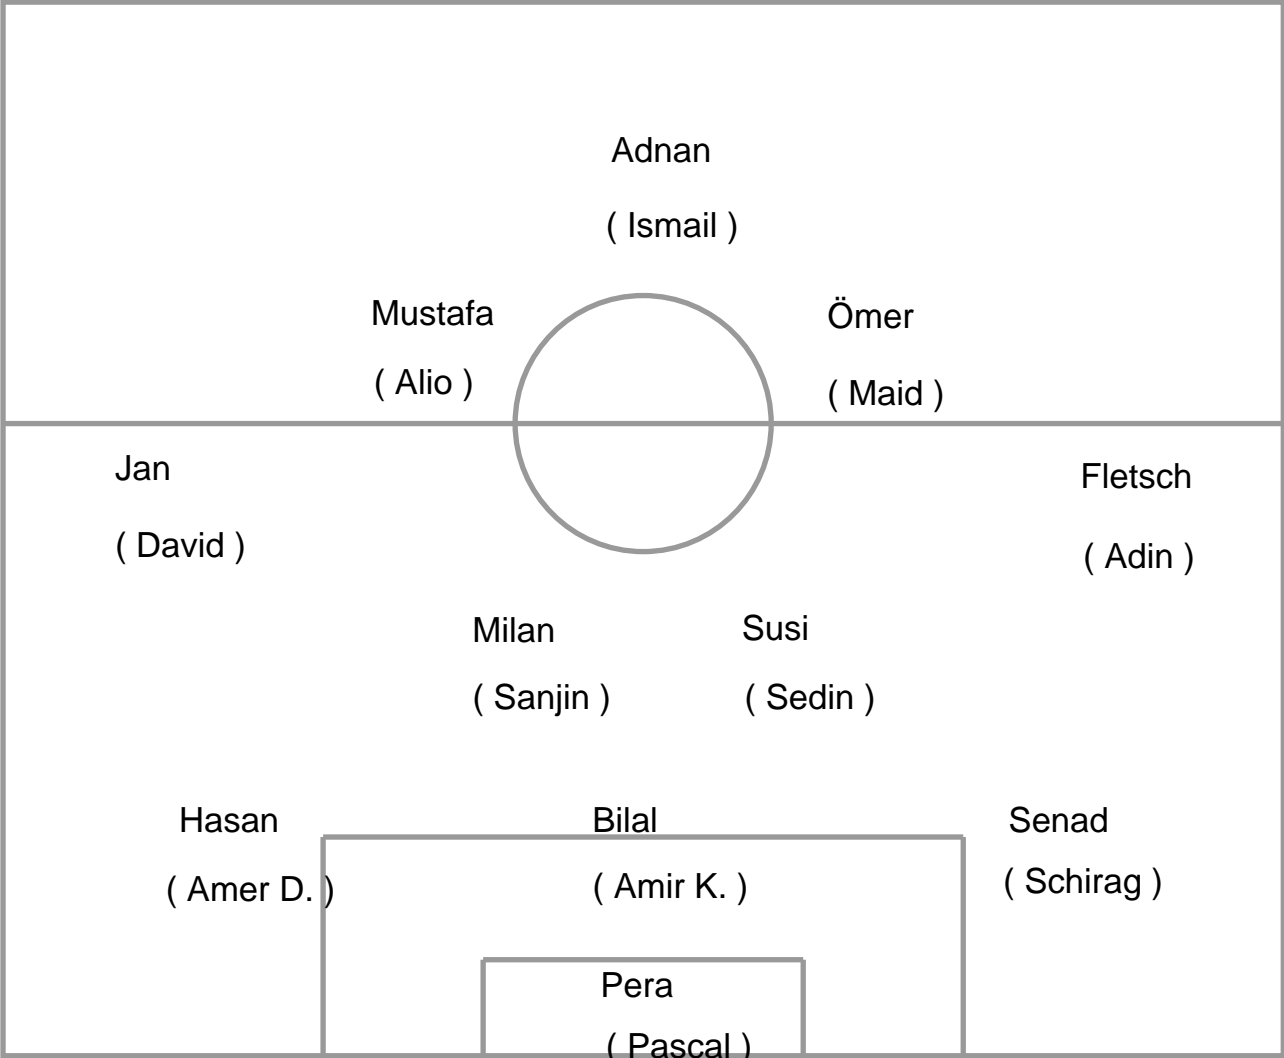 Adnan
( Ismail )
Mustafa
Ömer
( Alio )
( Maid )
Jan
Fletsch
( David )
( Adin )
Milan
Susi
( Sanjin )
( Sedin )
Hasan
Bilal
Senad
( Amer D. )
( Amir K. )
( Schirag )
Pera
( Pascal )